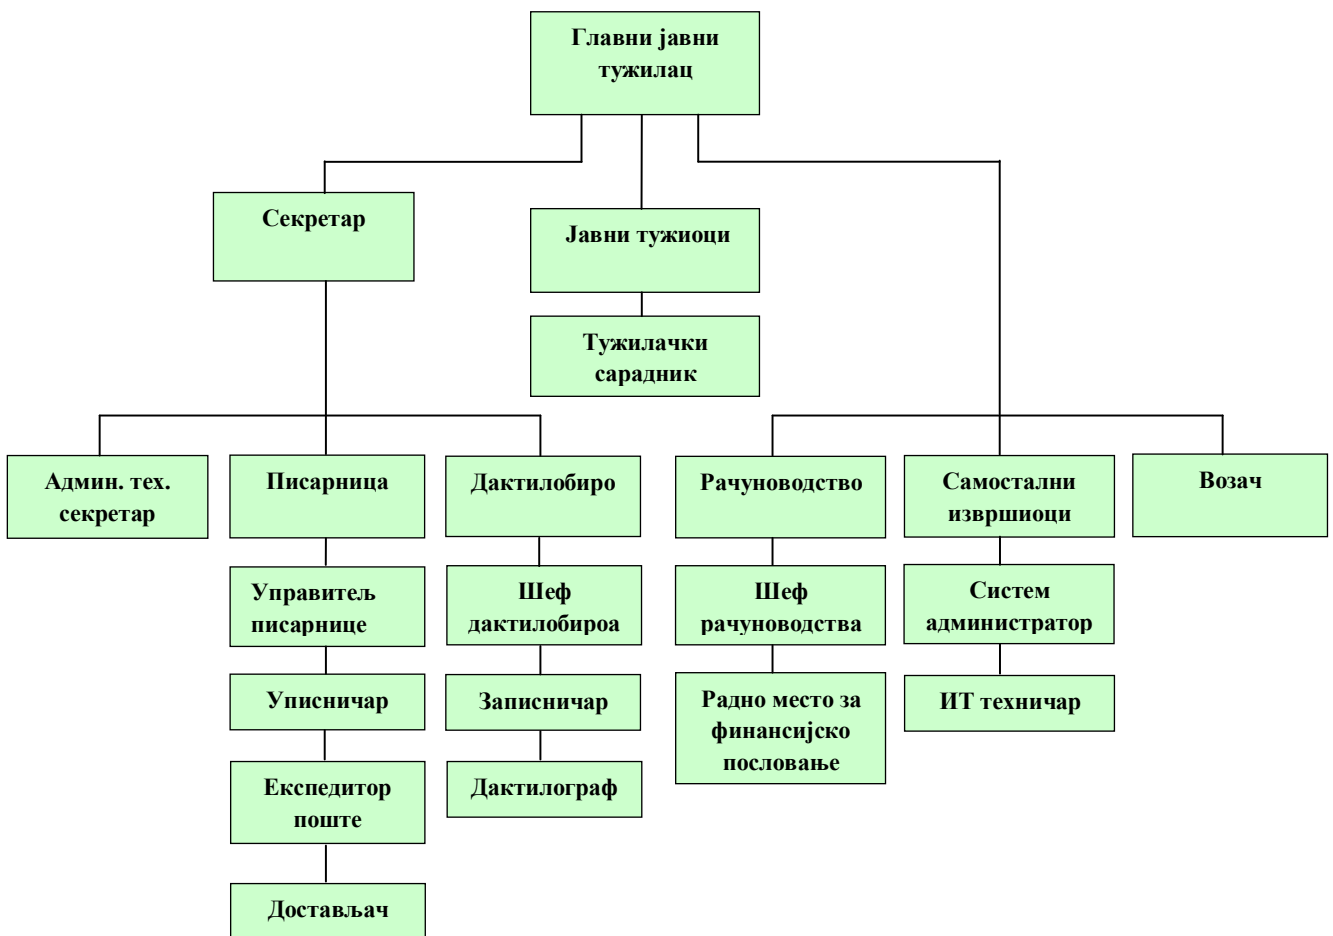 Главни јавни
тужилац
Секретар
Јавни тужиоци
Тужилачки
сарадник
Админ. тех.
секретар
Писарница
Дактилобиро
Рачуноводство
Самостални
извршиоци
Возач
Управитељ
писарнице
Шеф
дактилобироа
Шеф
рачуноводства
Систем
администратор
Уписничар
Записничар
Радно место за
финансијско
пословање
ИТ техничар
Експедитор
поште
Дактилограф
Достављач